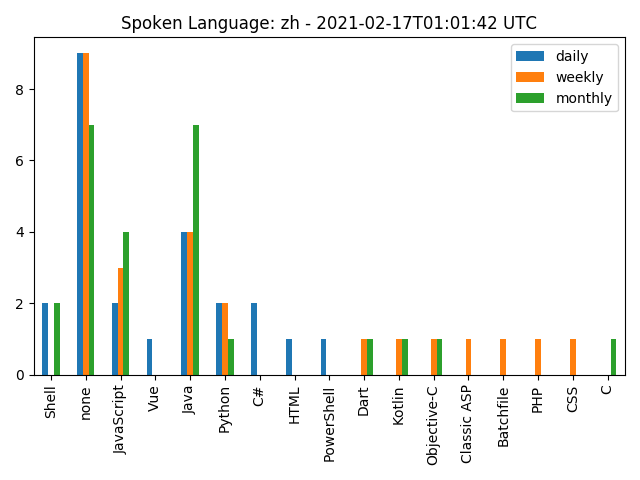 Spoken Language: zh - 2021-02-17T01:01:42 UTC
daily
weekly
monthly
8
6
4
2
0
Shell
none
JavaScript
Vue
Java
Python
C#
HTML
PowerShell
Dart
Kotlin
Objective-C
Classic ASP
Batchfile
PHP
CSS
C